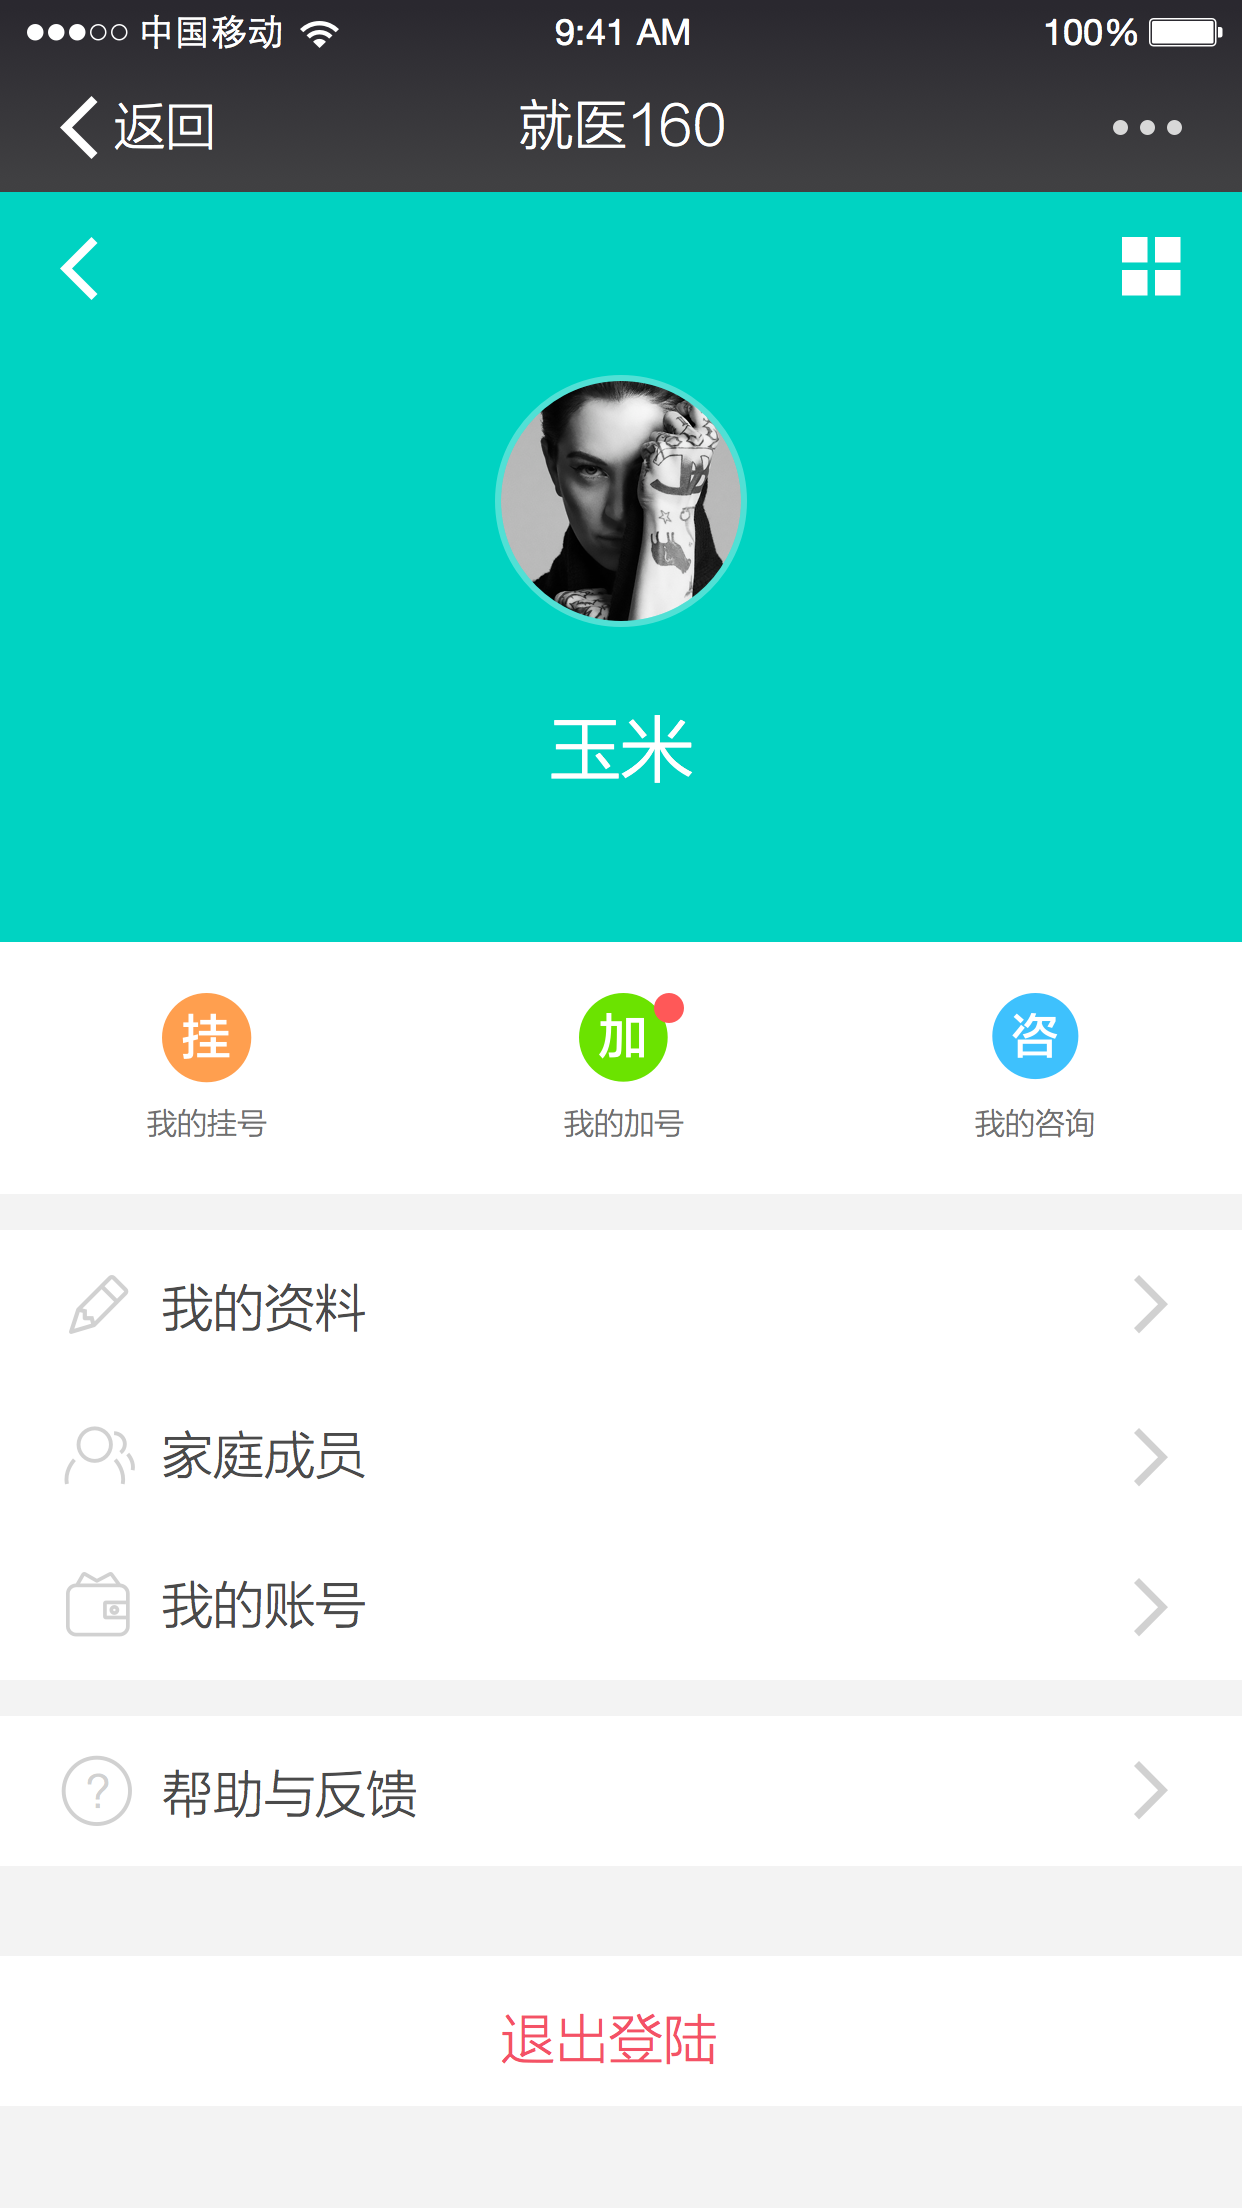 中国移动 9:41 AM 100%
返回 就医160
玉米
挂 加 咨
我的挂号 我的加号 我的咨询
我的资料
家庭成员
我的账号
? 帮助与反馈
退出登陆